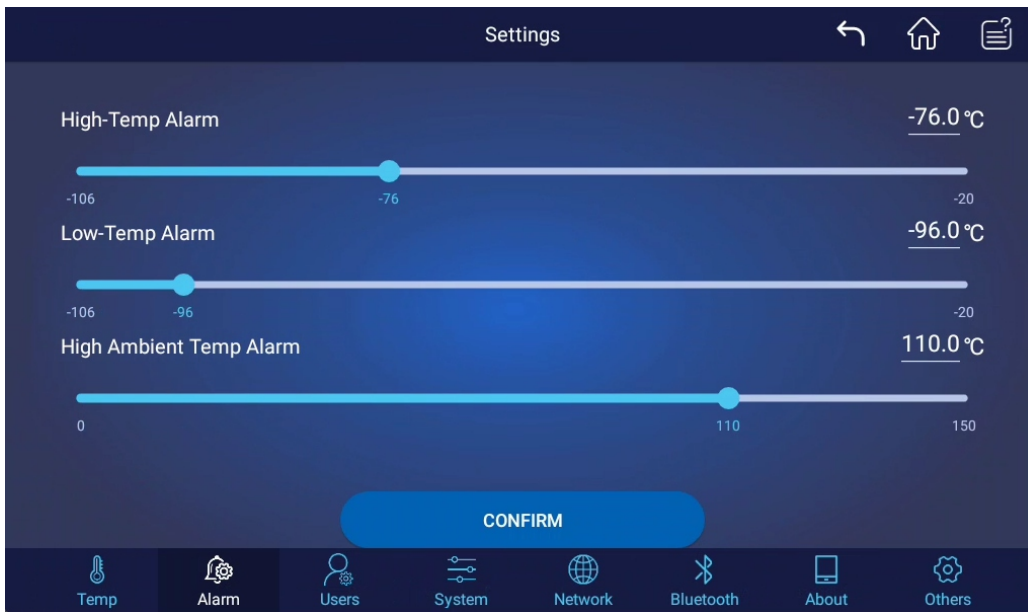 Settings
High-Temp Alarm -76.0 ℃
-106 -76 -20
Low-Temp Alarm -96.0 ℃
-106 -96 -20
High Ambient Temp Alarm 110.0 ℃
0 110 150
CONFIRM
Temp Alarm Users System Network Bluetooth About Others